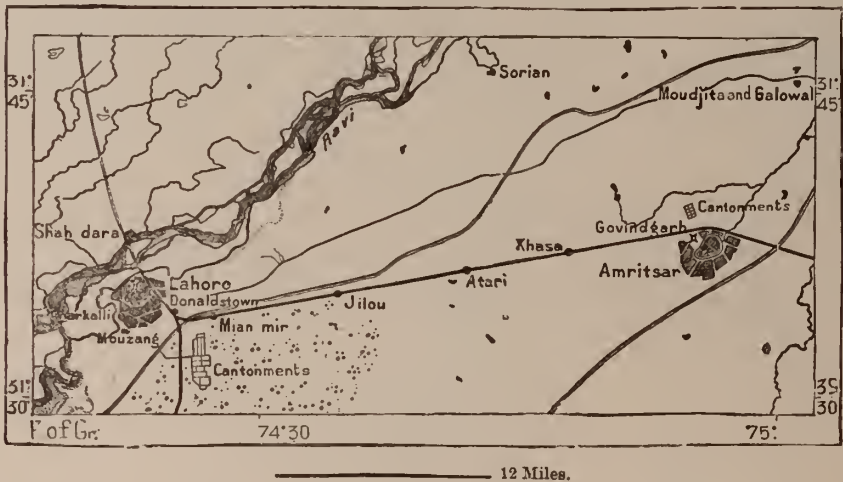 31°
45'
Sorian
Ravi
Moudjita and Galowal
31°
45'
Shah dara
Cantonments
Govindgarh
Khasa
Amritsar
Lahore
Donaldstown
Atari
Jilou
Mian mir
Mouzang
Cantonments
31°
30'
30
E of Gr.
74°30
75°
12 Miles.